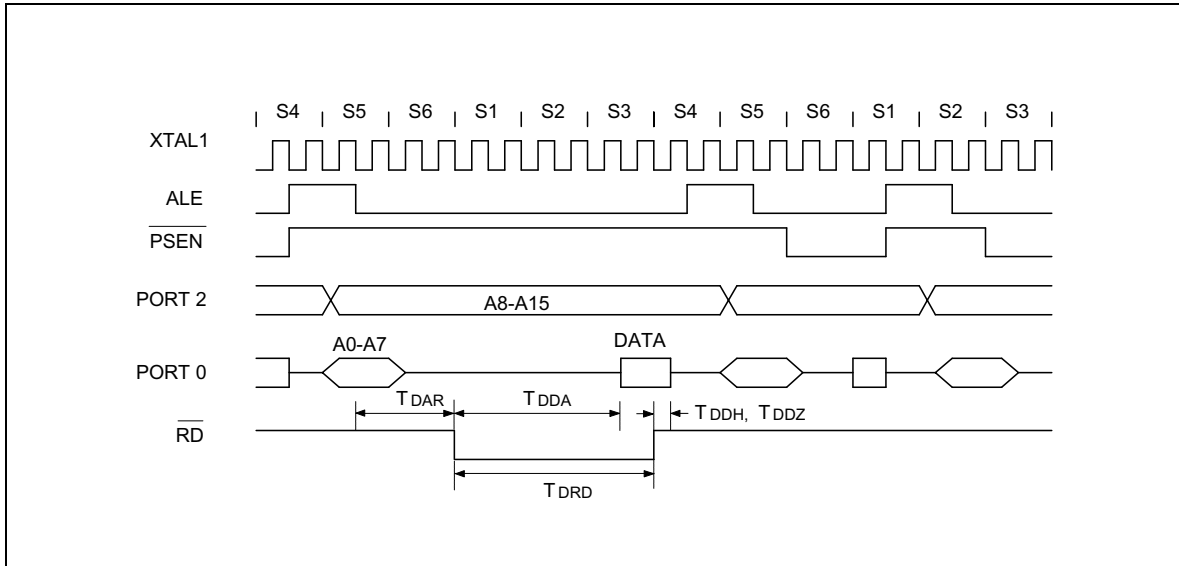 S4 S5 S6 S1 S2 S3 S4 S5 S6 S1 S2 S3
XTAL1
ALE
PSEN
PORT 2
A8-A15
A0-A7
DATA
PORT 0
T DAR
T DDA
T DDH, T DDZ
RD
T DRD